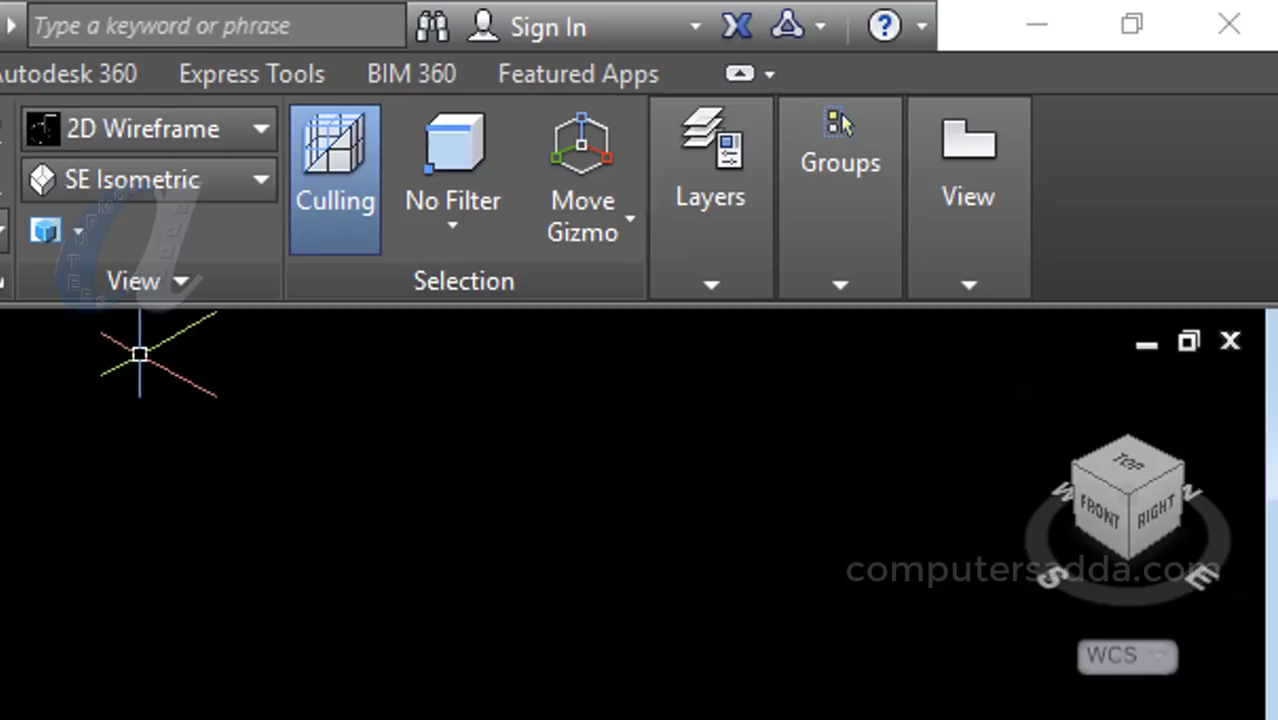 Type a keyword or phrase
Sign In
Autodesk 360 Express Tools BIM 360 Featured Apps
2D Wireframe
SE Isometric
Culling
No Filter
Move
Gizmo
Layers
Groups
View
View
Selection
TOP
FRONT
RIGHT
W
N
S
E
computersadda.com
WCS